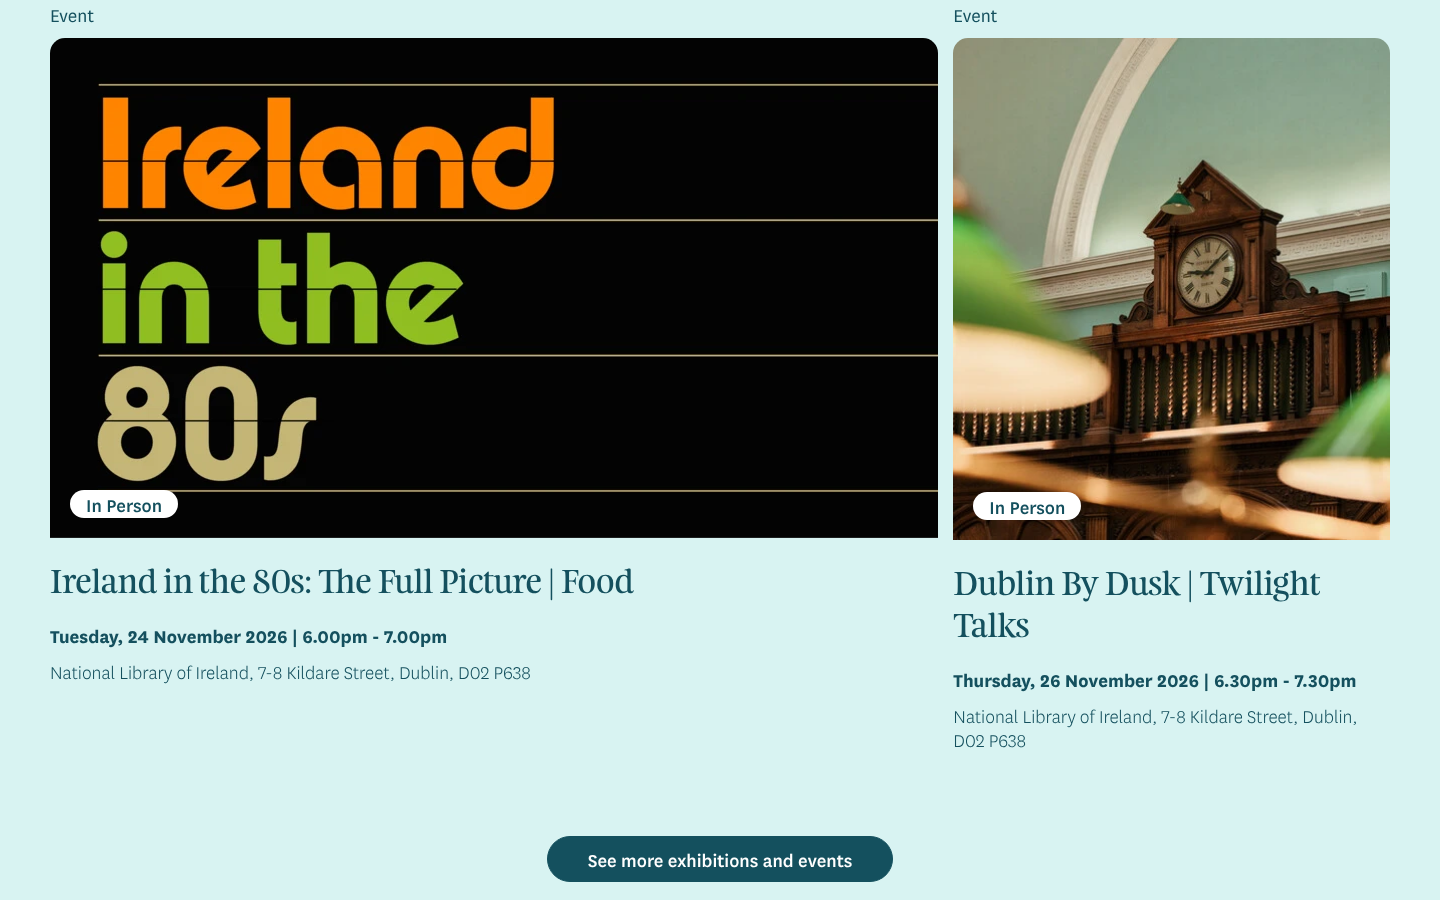 Event
Ireland
in the
80s
In Person
Ireland in the 80s: The Full Picture | Food
Tuesday, 24 November 2026 | 6.00pm - 7.00pm
National Library of Ireland, 7-8 Kildare Street, Dublin, D02 P638
Event
In Person
Dublin By Dusk | Twilight
Talks
Thursday, 26 November 2026 | 6.30pm - 7.30pm
National Library of Ireland, 7-8 Kildare Street, Dublin,
D02 P638
See more exhibitions and events